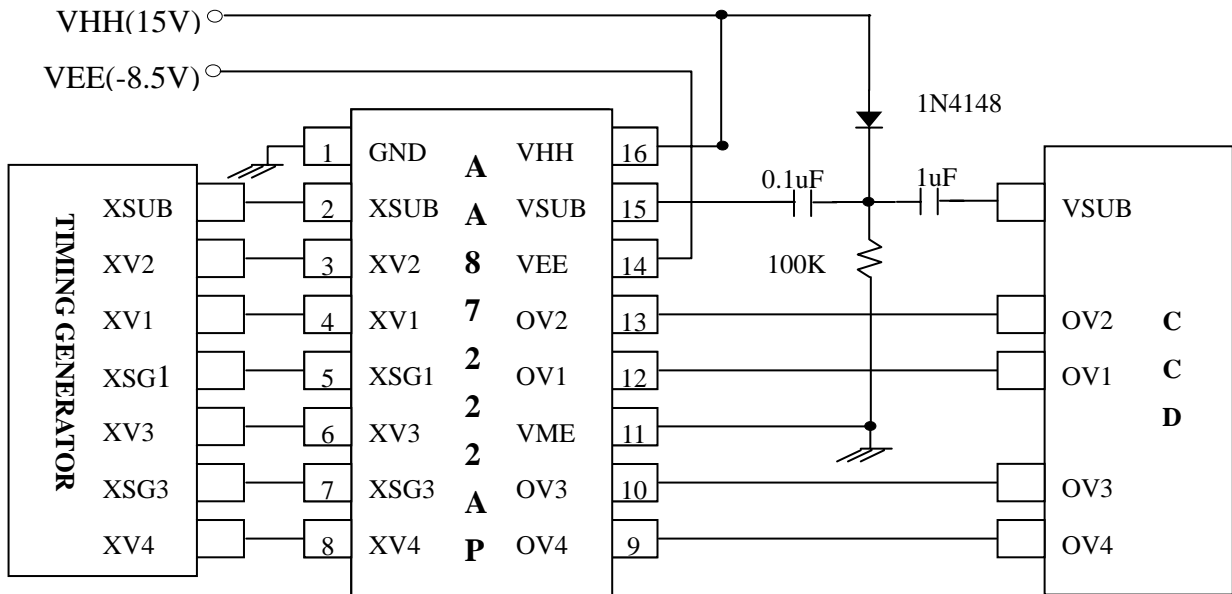 VHH(15V)
VEE(-8.5V)
1N4148
0.1uF
1uF
100K
TIMING GENERATOR
XSUB
XV2
XV1
XSG1
XV3
XSG3
XV4
1 GND VHH 16
2 XSUB VSUB 15
3 XV2 VEE 14
4 XV1 OV2 13
5 XSG1 OV1 12
6 XV3 VME 11
7 XSG3 OV3 10
8 XV4 OV4 9
AA87222AP
VSUB
OV2
OV1
OV3
OV4
CCD